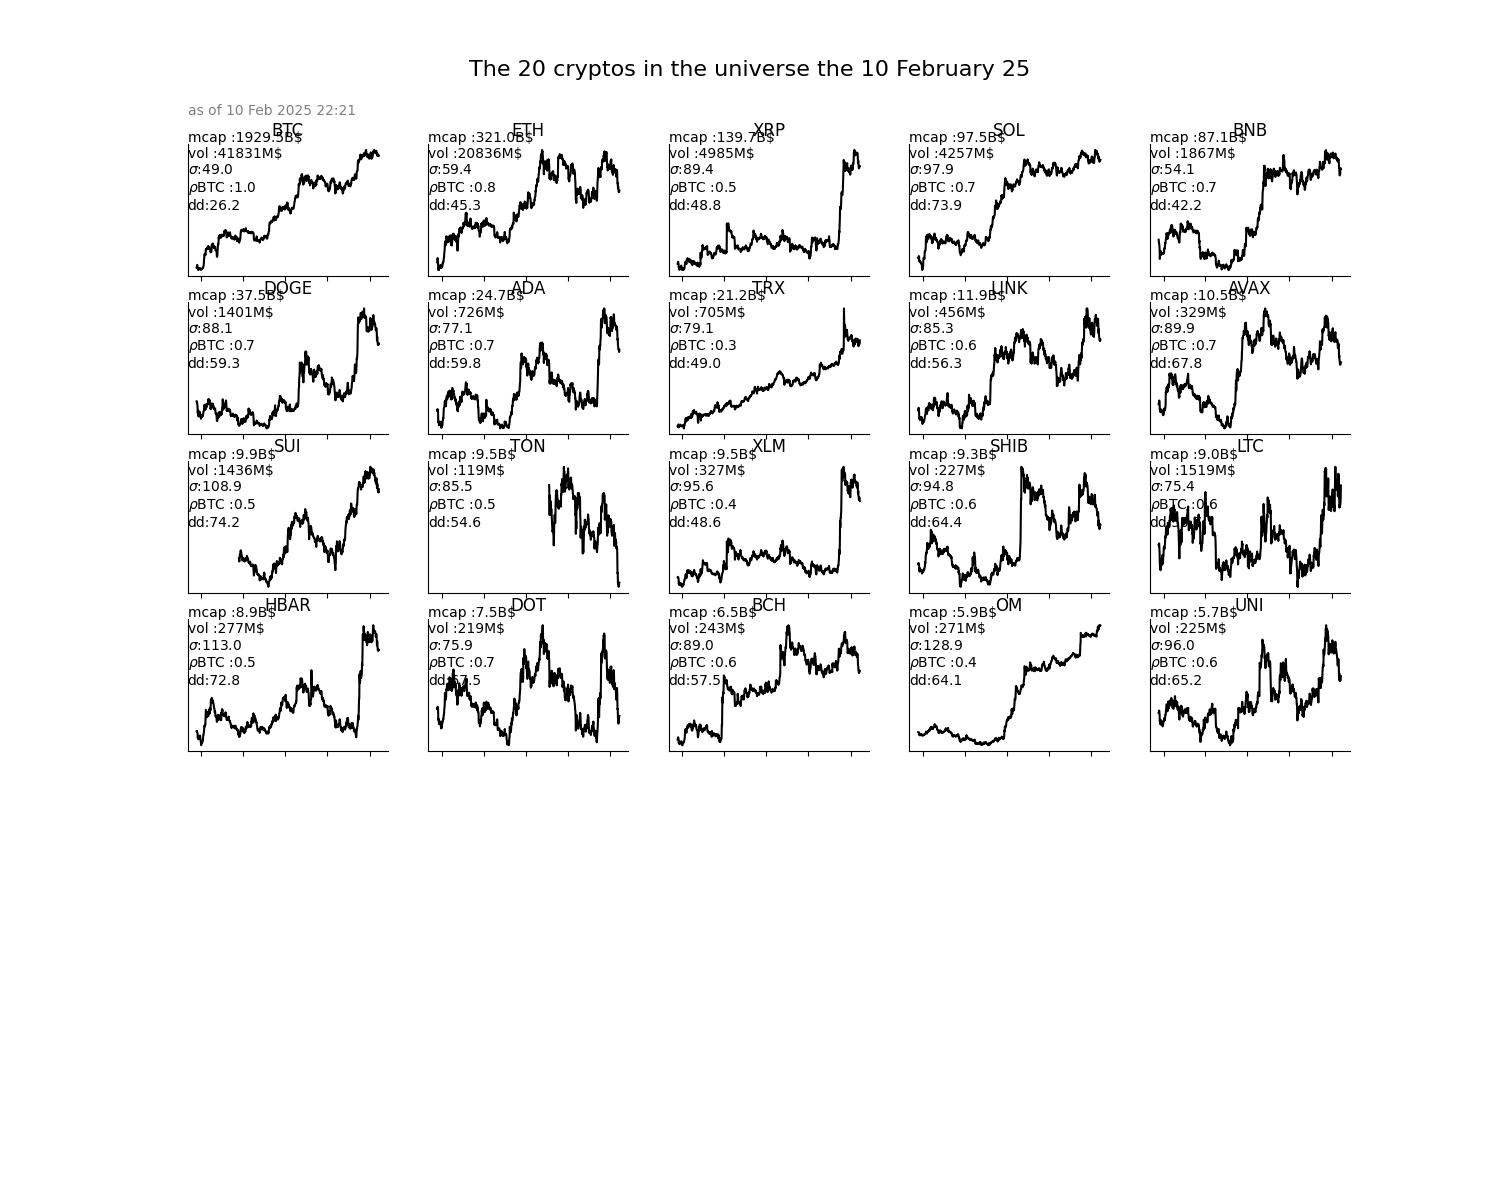 The 20 cryptos in the universe the 10 February 25
as of 10 Feb 2025 22:21
BTC
mcap :1929.5B$
vol :41831M$
σ:49.0
ρBTC :1.0
dd:26.2
ETH
mcap :321.0B$
vol :20836M$
σ:59.4
ρBTC :0.8
dd:45.3
XRP
mcap :139.7B$
vol :4985M$
σ:89.4
ρBTC :0.5
dd:48.8
SOL
mcap :97.5B$
vol :4257M$
σ:97.9
ρBTC :0.7
dd:73.9
BNB
mcap :87.1B$
vol :1867M$
σ:54.1
ρBTC :0.7
dd:42.2
DOGE
mcap :37.5B$
vol :1401M$
σ:88.1
ρBTC :0.7
dd:59.3
ADA
mcap :24.7B$
vol :726M$
σ:77.1
ρBTC :0.7
dd:59.8
TRX
mcap :21.2B$
vol :705M$
σ:79.1
ρBTC :0.3
dd:49.0
LINK
mcap :11.9B$
vol :456M$
σ:85.3
ρBTC :0.6
dd:56.3
AVAX
mcap :10.5B$
vol :329M$
σ:89.9
ρBTC :0.7
dd:67.8
SUI
mcap :9.9B$
vol :1436M$
σ:108.9
ρBTC :0.5
dd:74.2
TON
mcap :9.5B$
vol :119M$
σ:85.5
ρBTC :0.5
dd:54.6
XLM
mcap :9.5B$
vol :327M$
σ:95.6
ρBTC :0.4
dd:48.6
SHIB
mcap :9.3B$
vol :227M$
σ:94.8
ρBTC :0.6
dd:64.4
LTC
mcap :9.0B$
vol :1519M$
σ:75.4
ρBTC :0.6
HBAR
mcap :8.9B$
vol :277M$
σ:113.0
ρBTC :0.5
dd:72.8
DOT
mcap :7.5B$
vol :219M$
σ:75.9
ρBTC :0.7
dd:67.5
BCH
mcap :6.5B$
vol :243M$
σ:89.0
ρBTC :0.6
dd:57.5
OM
mcap :5.9B$
vol :271M$
σ:128.9
ρBTC :0.4
dd:64.1
UNI
mcap :5.7B$
vol :225M$
σ:96.0
ρBTC :0.6
dd:65.2